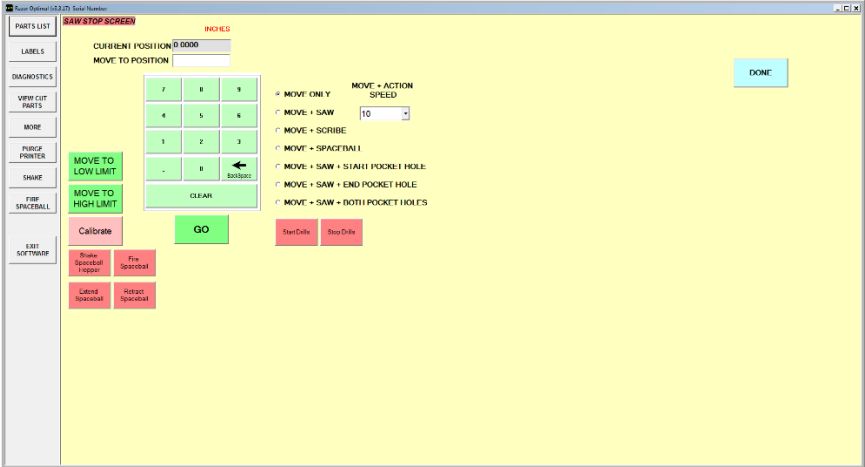 Razor Optimal (v5.3.17) Serial Number:
PARTS LIST
LABELS
DIAGNOSTICS
VIEW CUT
PARTS
MORE
PURGE
PRINTER
SHAKE
FIRE
SPACEBALL
EXIT
SOFTWARE
SAW STOP SCREEN
INCHES
CURRENT POSITION 0.0000
MOVE TO POSITION
7 8 9
4 5 6
1 2 3
. 0 BackSpace
CLEAR
MOVE TO
LOW LIMIT
MOVE TO
HIGH LIMIT
Calibrate
GO
Shake
Spaceball
Hopper
Fire
Spaceball
Extend
Spaceball
Retract
Spaceball
MOVE ONLY
MOVE + SAW
MOVE + SCRIBE
MOVE + SPACEBALL
MOVE + SAW + START POCKET HOLE
MOVE + SAW + END POCKET HOLE
MOVE + SAW + BOTH POCKET HOLES
MOVE + ACTION
SPEED
10
Start Drills
Stop Drills
DONE